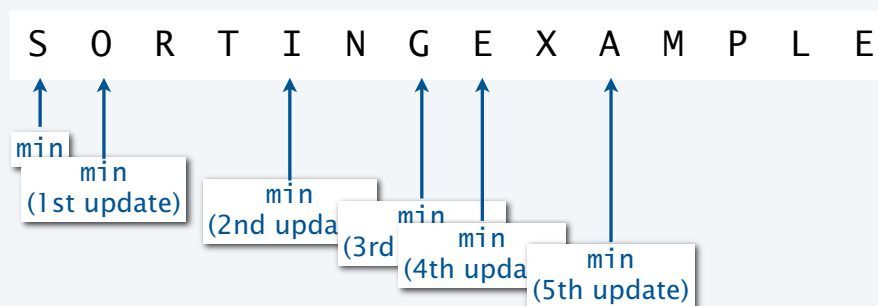 S O R T I N G E X A M P L E
min
min
(1st update)
min
(2nd upda
min
(3rd
min
(4th upda
min
(5th update)